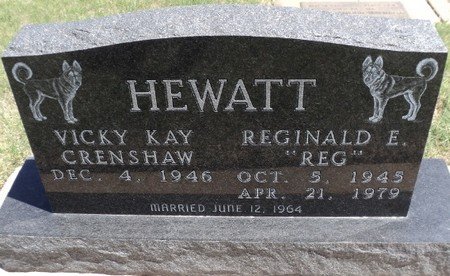 HEWATT
VICKY KAY
CRENSHAW
DEC. 4, 1946
REGINALD E.
"REG"
OCT. 5, 1945
APR. 21, 1979
MARRIED JUNE 12, 1964